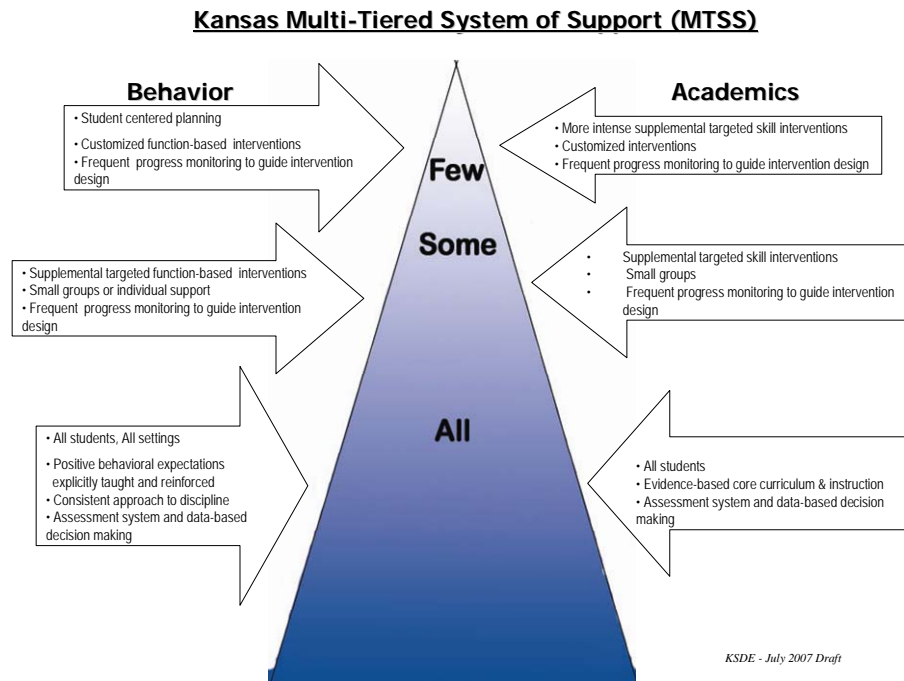 Kansas Multi-Tiered System of Support (MTSS)
Behavior
• Student centered planning
• Customized function-based interventions
• Frequent progress monitoring to guide intervention
design
• Supplemental targeted function-based interventions
• Small groups or individual support
• Frequent progress monitoring to guide intervention
design
• All students, All settings
• Positive behavioral expectations
explicitly taught and reinforced
• Consistent approach to discipline
• Assessment system and data-based
decision making
Few
Some
All
Academics
• More intense supplemental targeted skill interventions
• Customized interventions
• Frequent progress monitoring to guide intervention design
• Supplemental targeted skill interventions
• Small groups
• Frequent progress monitoring to guide intervention
design
• All students
• Evidence-based core curriculum & instruction
• Assessment system and data-based decision
making
KSDE - July 2007 Draft